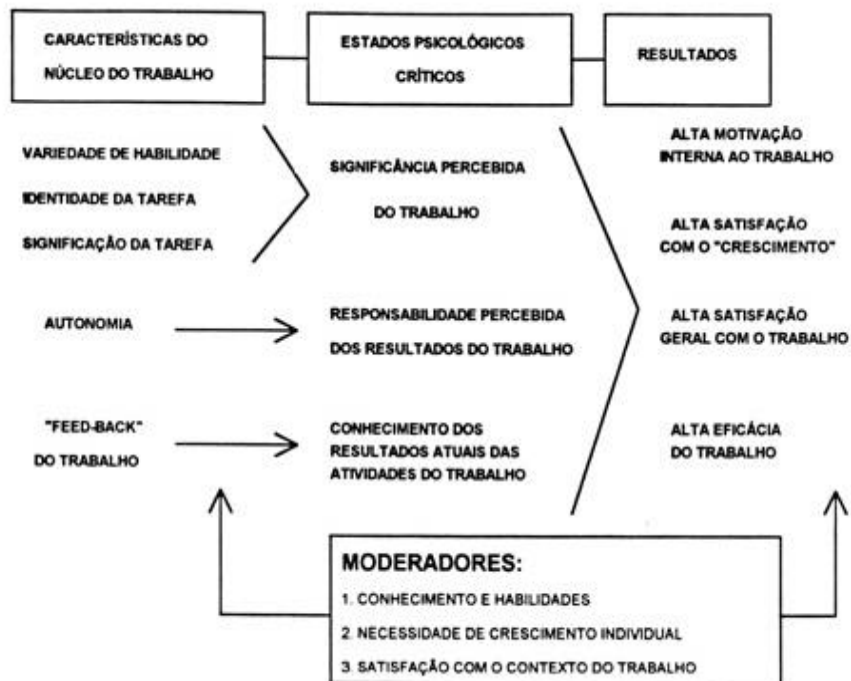 CARACTERÍSTICAS DO
NÚCLEO DO TRABALHO
ESTADOS PSICOLÓGICOS
CRÍTICOS
RESULTADOS
VARIEDADE DE HABILIDADE
IDENTIDADE DA TAREFA
SIGNIFICAÇÃO DA TAREFA
SIGNIFICÂNCIA PERCEBIDA
DO TRABALHO
ALTA MOTIVAÇÃO
INTERNA AO TRABALHO
ALTA SATISFAÇÃO
COM O "CRESCIMENTO"
AUTONOMIA
RESPONSABILIDADE PERCEBIDA
DOS RESULTADOS DO TRABALHO
ALTA SATISFAÇÃO
GERAL COM O TRABALHO
"FEED-BACK"
DO TRABALHO
CONHECIMENTO DOS
RESULTADOS ATUAIS DAS
ATIVIDADES DO TRABALHO
ALTA EFICÁCIA
DO TRABALHO
MODERADORES:
1. CONHECIMENTO E HABILIDADES
2. NECESSIDADE DE CRESCIMENTO INDIVIDUAL
3. SATISFAÇÃO COM O CONTEXTO DO TRABALHO